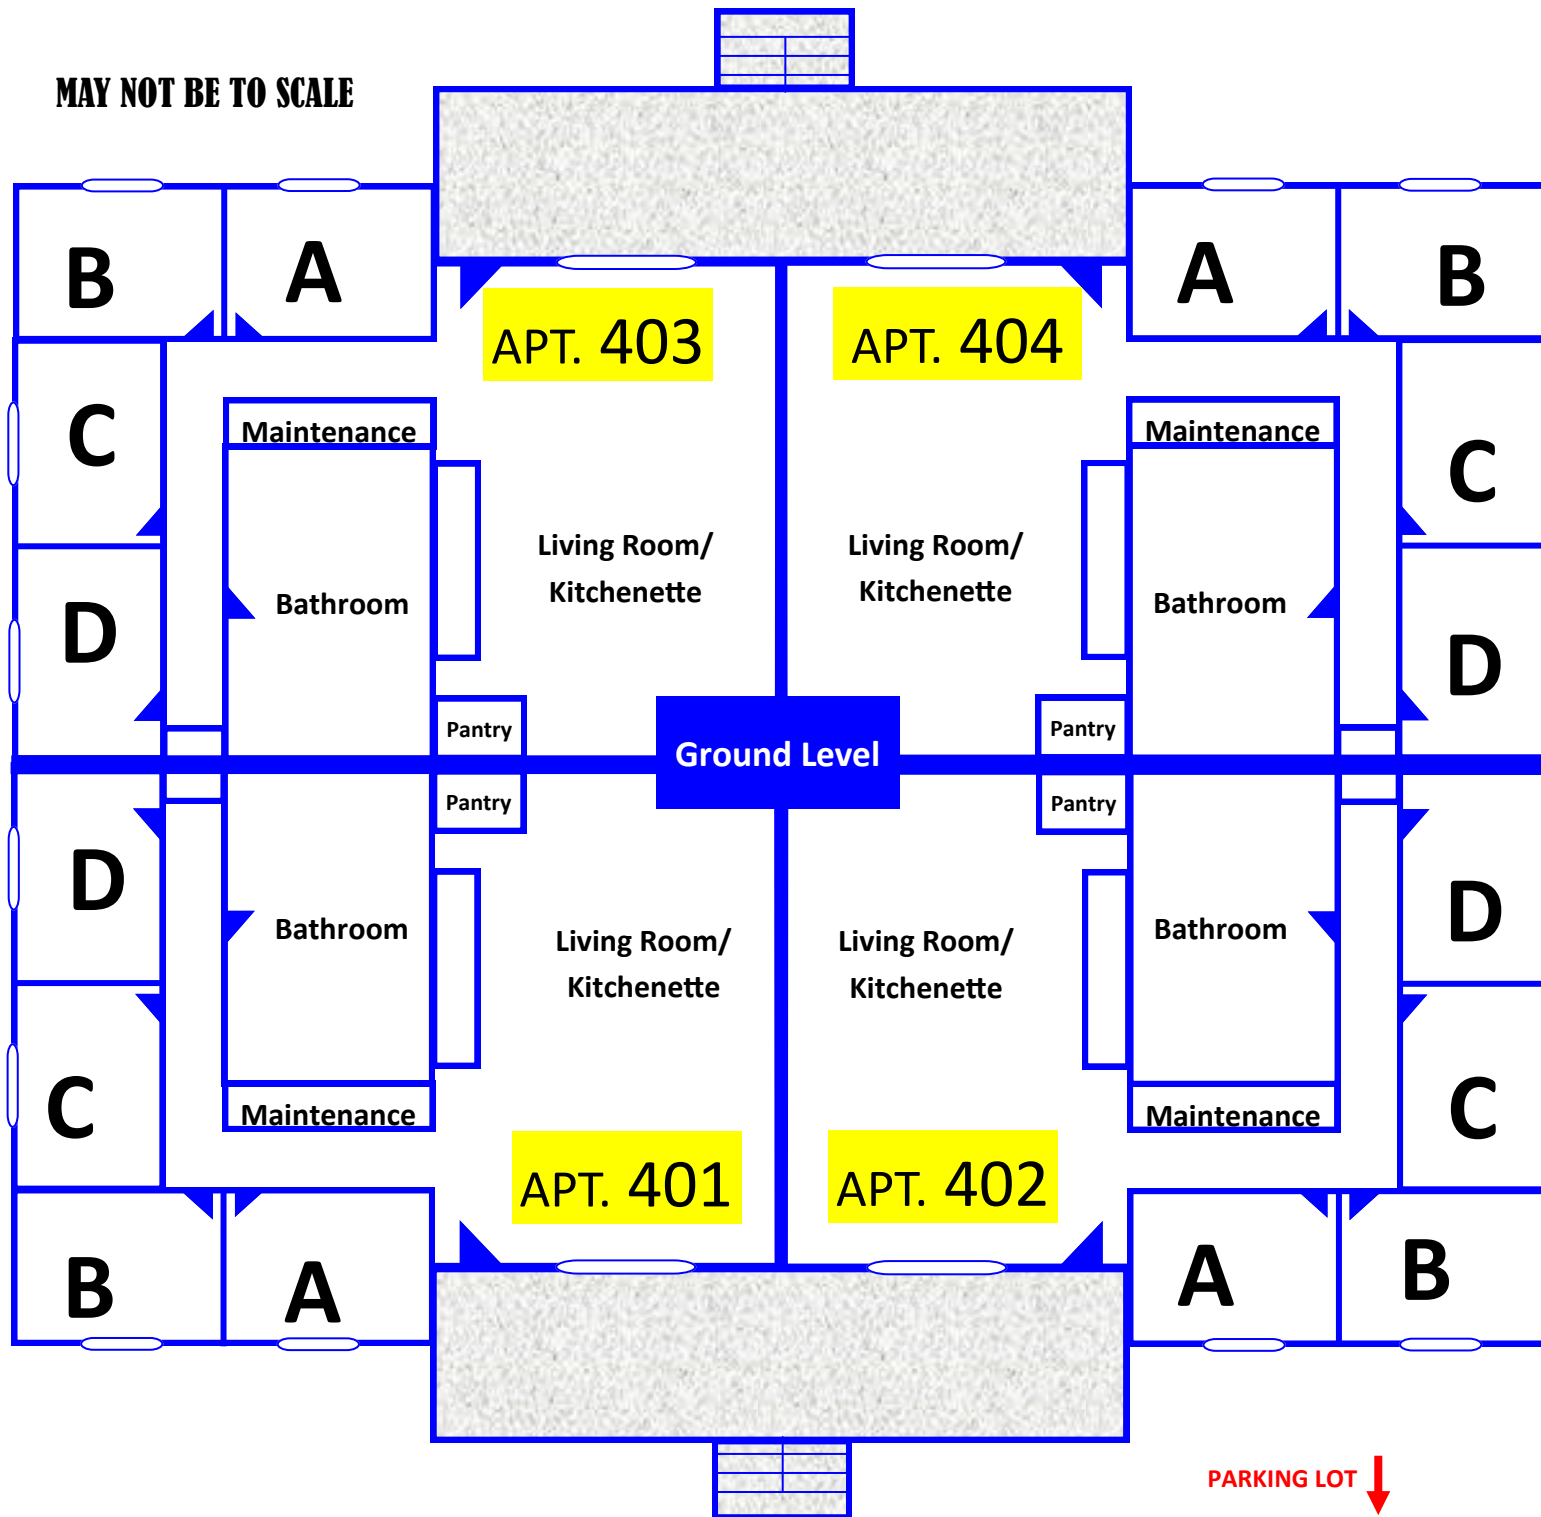 MAY NOT BE TO SCALE
B A A B
APT. 403 APT. 404
C Maintenance Maintenance C
Living Room/ Living Room/
Kitchenette Kitchenette
D Bathroom Bathroom D
Pantry Pantry
Ground Level
Pantry Pantry
D Bathroom Bathroom D
Living Room/ Living Room/
Kitchenette Kitchenette
C Maintenance Maintenance C
APT. 401 APT. 402
B A A B
PARKING LOT